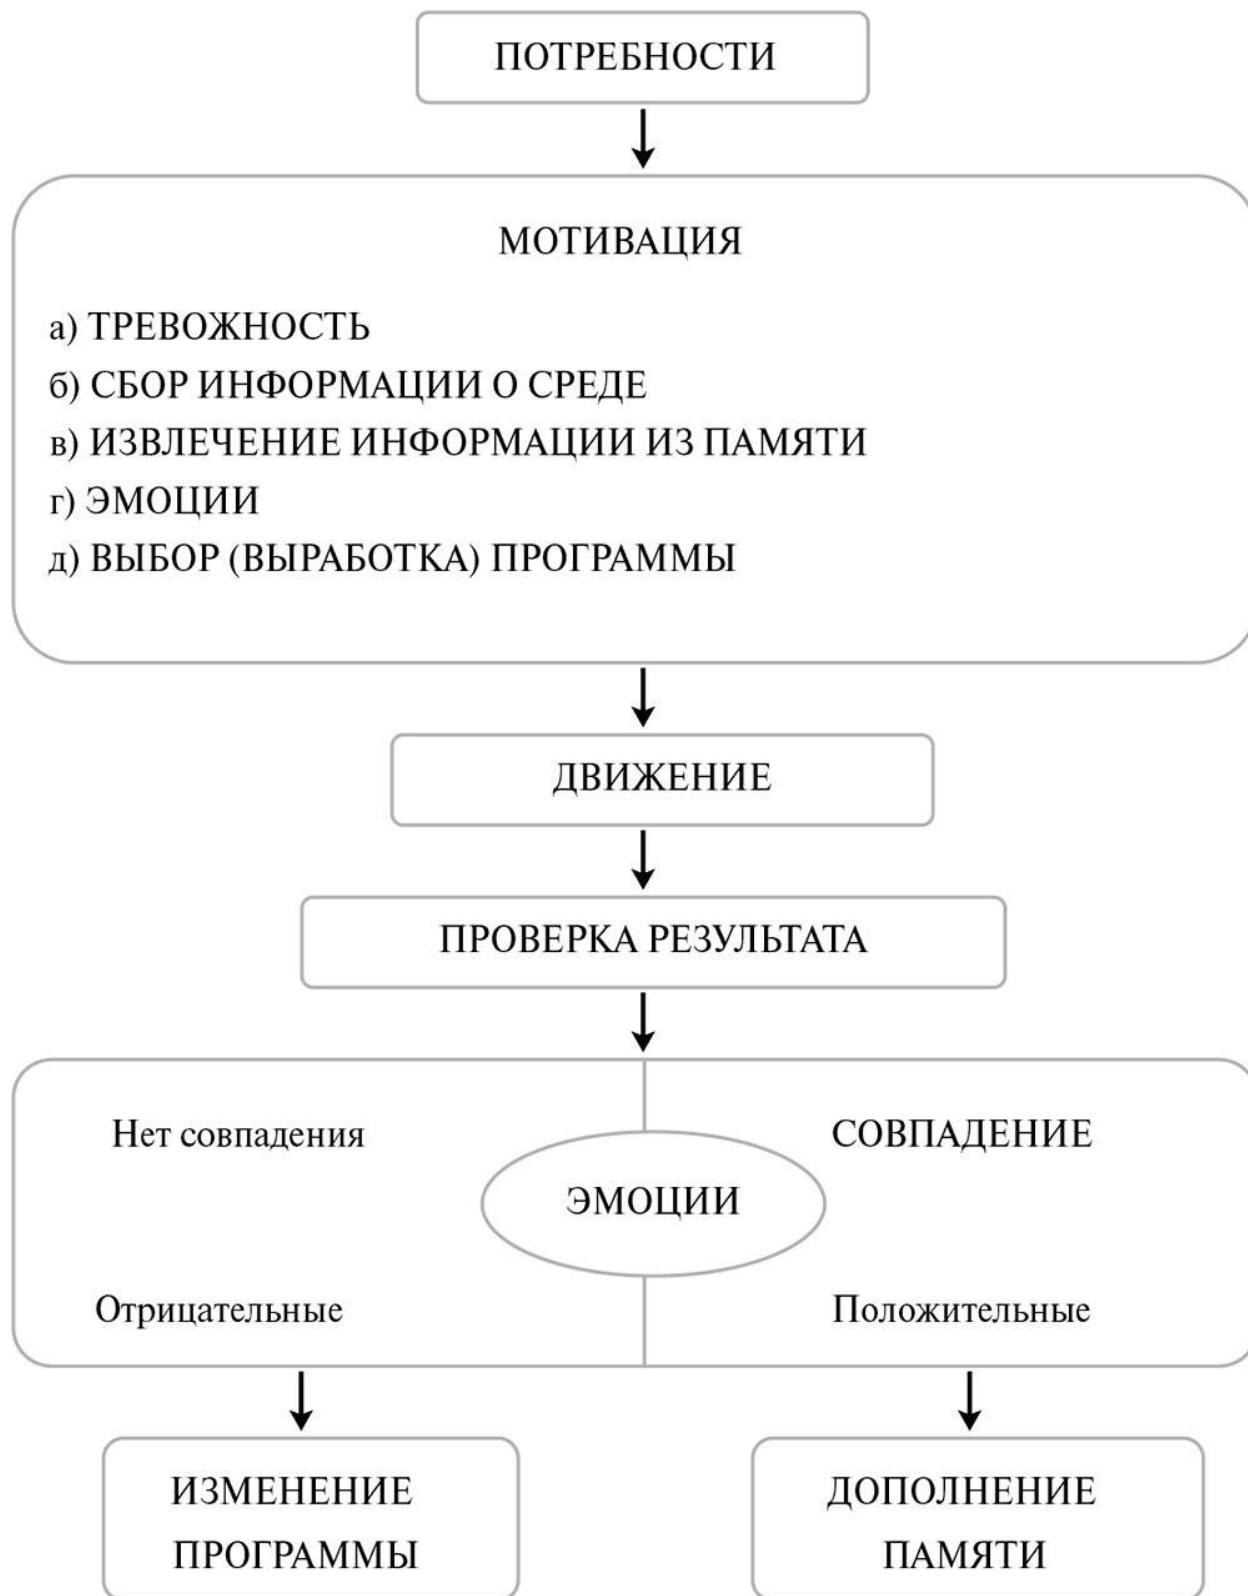 ПОТРЕБНОСТИ
МОТИВАЦИЯ
а) ТРЕВОЖНОСТЬ
б) СБОР ИНФОРМАЦИИ О СРЕДЕ
в) ИЗВЛЕЧЕНИЕ ИНФОРМАЦИИ ИЗ ПАМЯТИ
г) ЭМОЦИИ
д) ВЫБОР (ВЫРАБОТКА) ПРОГРАММЫ
ДВИЖЕНИЕ
ПРОВЕРКА РЕЗУЛЬТАТА
Нет совпадения
СОВПАДЕНИЕ
ЭМОЦИИ
Отрицательные
Положительные
ИЗМЕНЕНИЕ
ПРОГРАММЫ
ДОПОЛНЕНИЕ
ПАМЯТИ